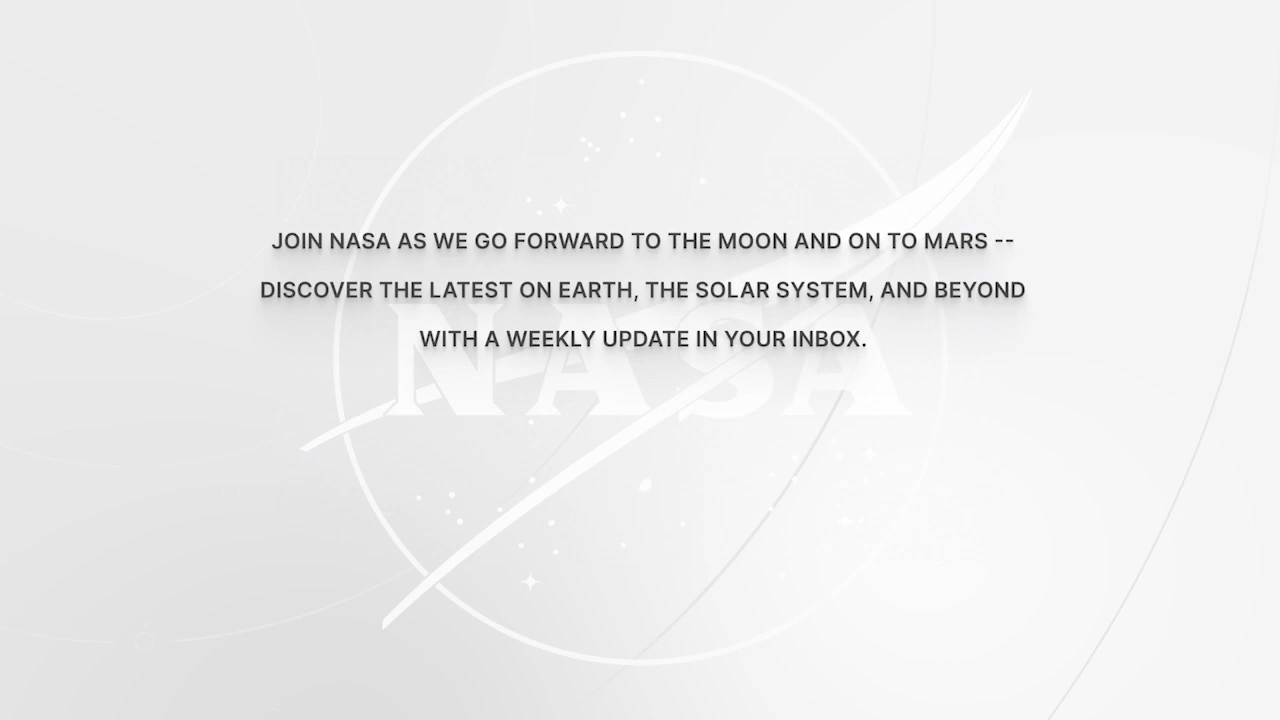 JOIN NASA AS WE GO FORWARD TO THE MOON AND ON TO MARS --
DISCOVER THE LATEST ON EARTH, THE SOLAR SYSTEM, AND BEYOND
WITH A WEEKLY UPDATE IN YOUR INBOX.
NASA